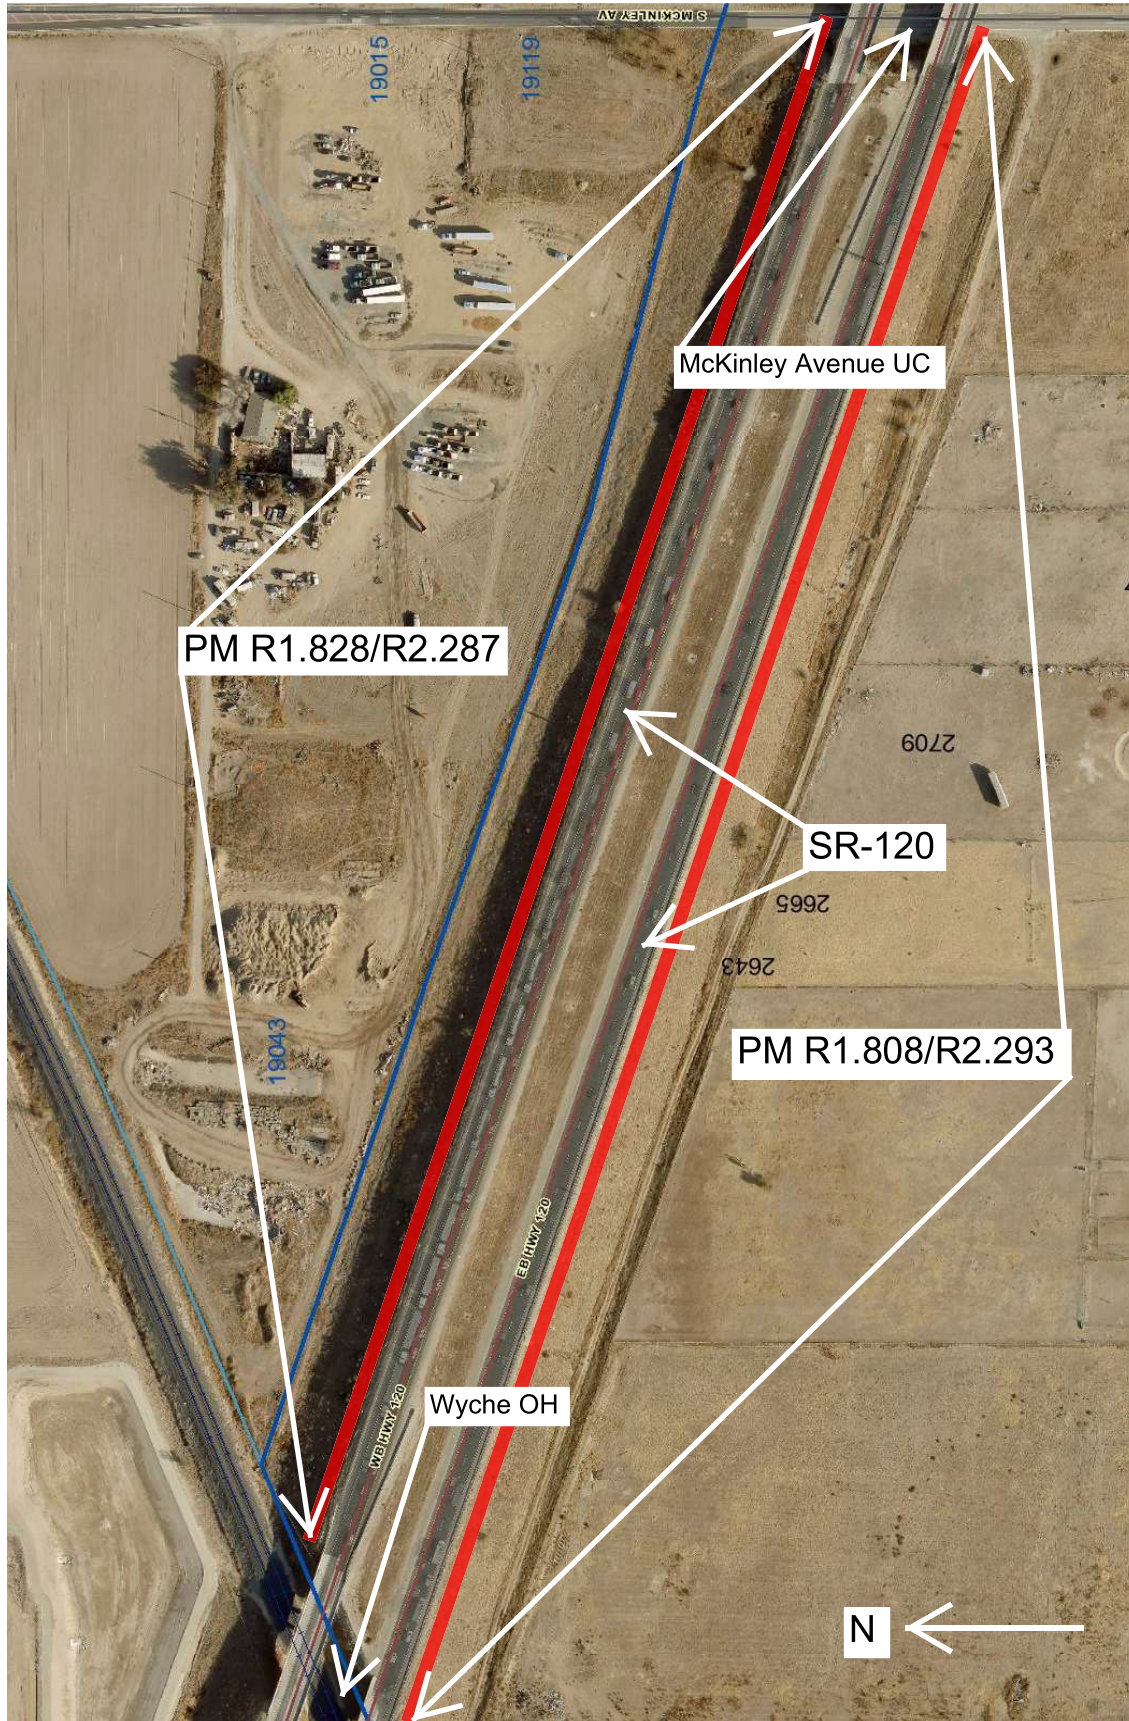 S MCKINLEY AV
19015
19119
McKinley Avenue UC
PM R1.828/R2.287
2709
SR-120
2665
2643
PM R1.808/R2.293
19043
EB HWY 120
WB HWY 120
Wyche OH
N